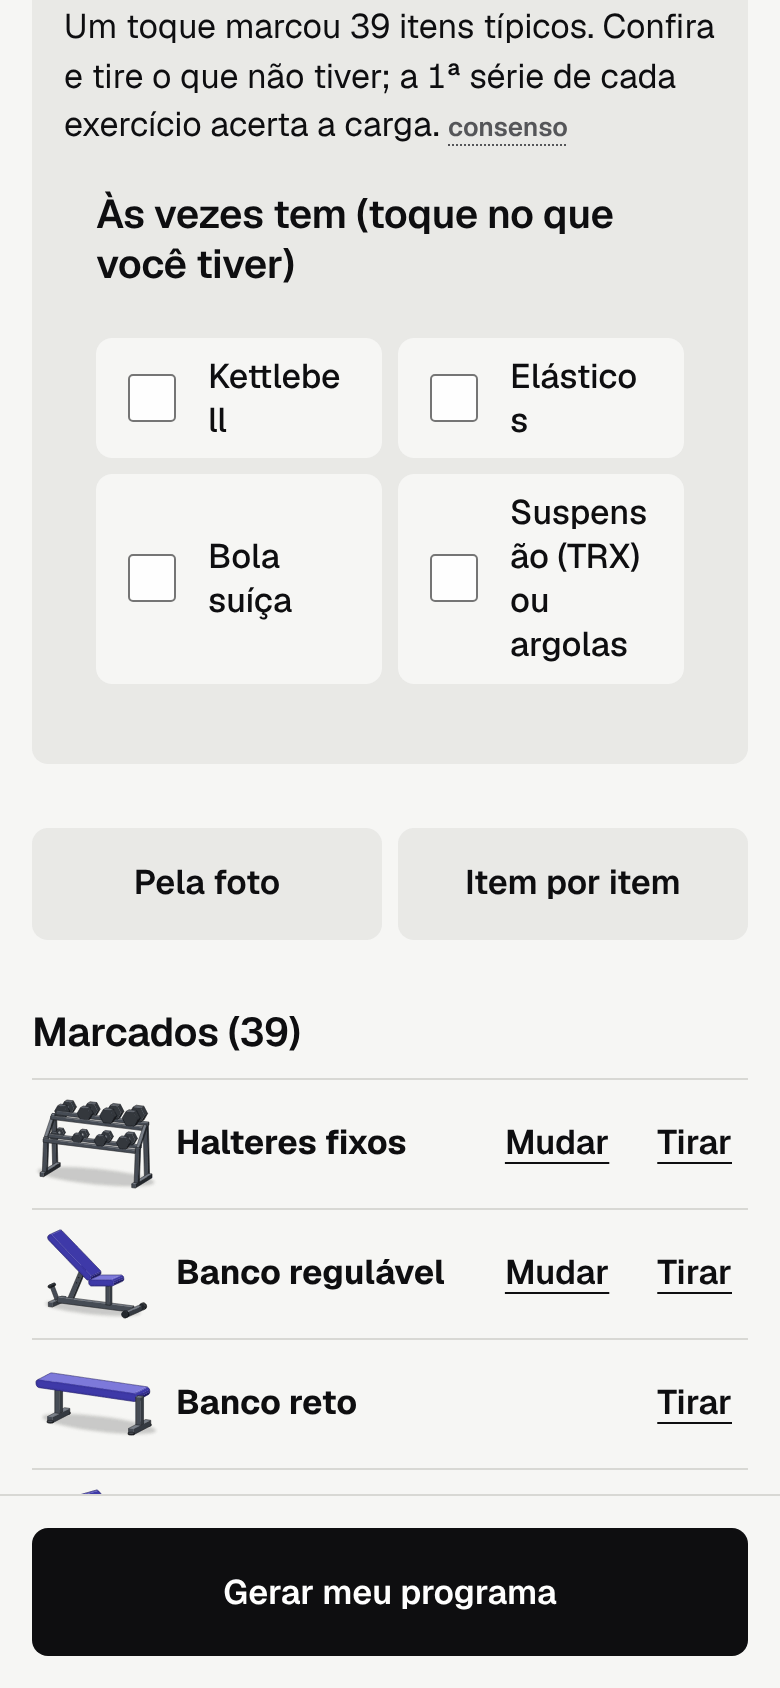 Um toque marcou 39 itens típicos. Confira
e tire o que não tiver; a 1ª série de cada
exercício acerta a carga. consenso
Às vezes tem (toque no que
você tiver)
Kettlebe
ll
Elástico
s
Bola
suíça
Suspens
ão (TRX)
ou
argolas
Pela foto
Item por item
Marcados (39)
Halteres fixos Mudar Tirar
Banco regulável Mudar Tirar
Banco reto Tirar
Gerar meu programa